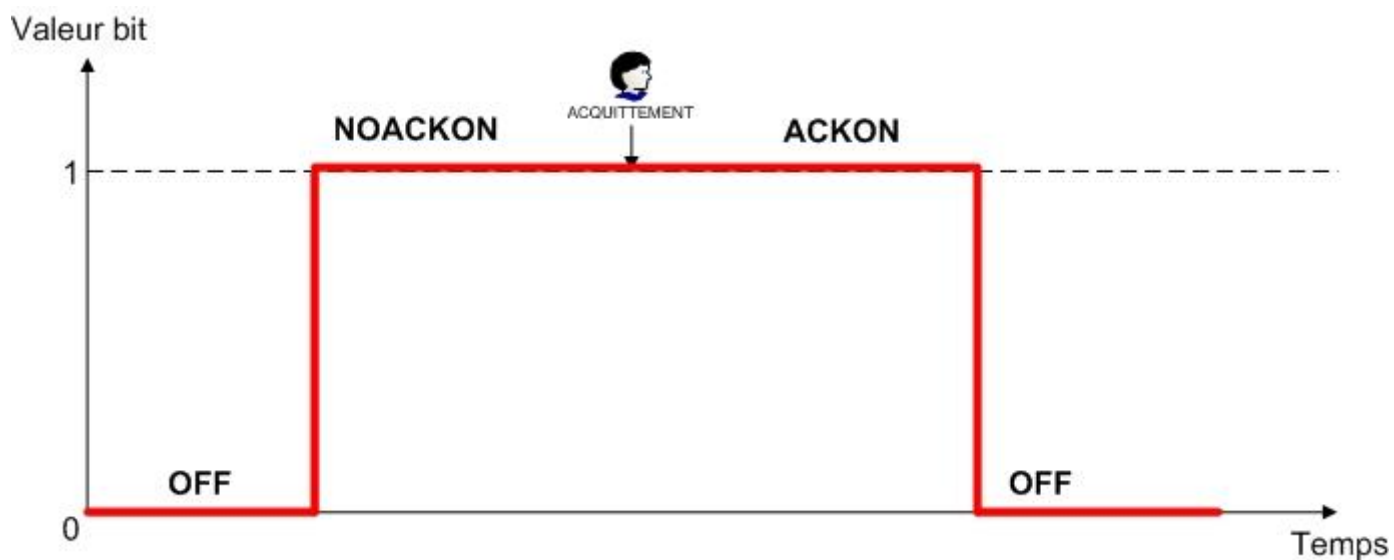 Valeur bit
ACQUITTEMENT
NOACKON
ACKON
1
OFF
OFF
0
Temps